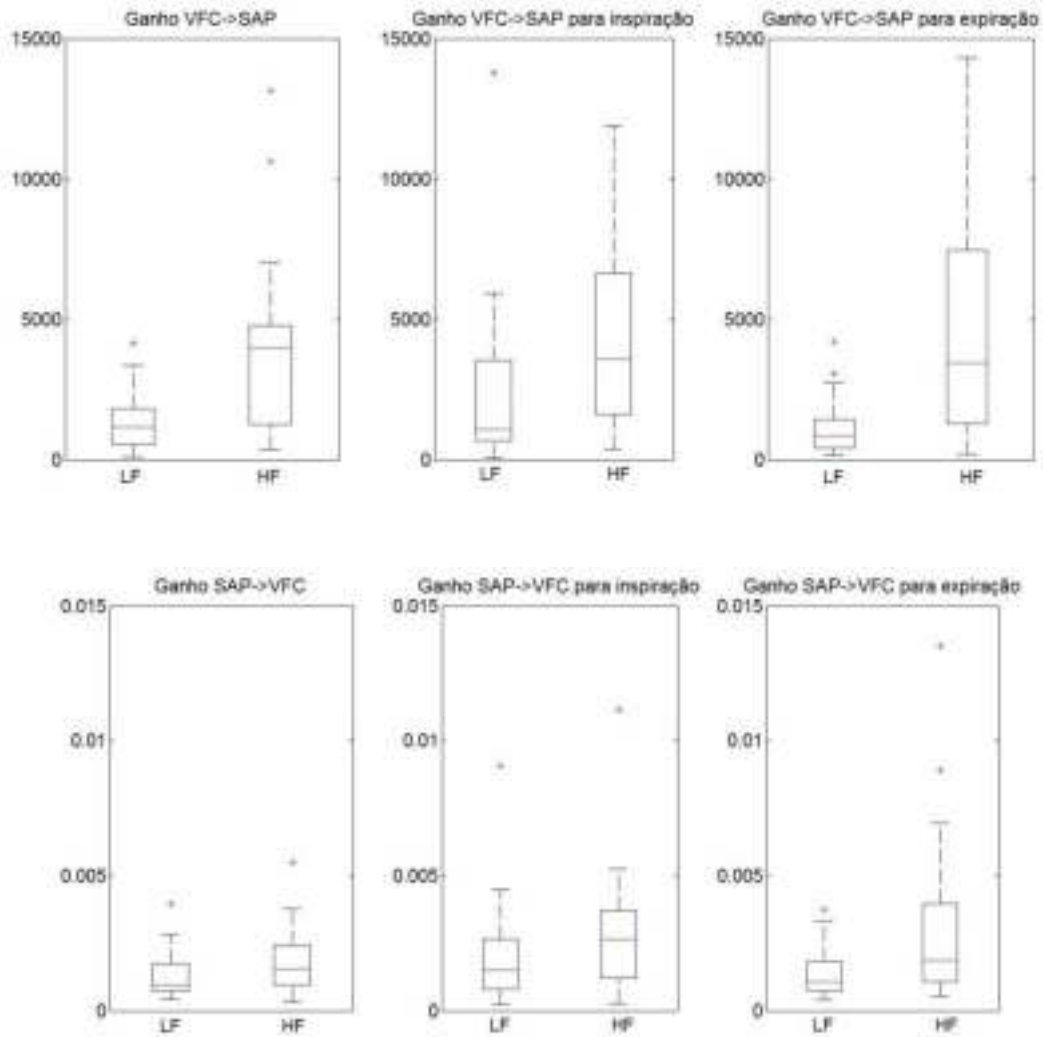 Ganho VFC->SAP
15000
10000
5000
0
LF
HF
Ganho VFC->SAP para inspiração
15000
10000
5000
0
LF
HF
Ganho VFC->SAP para expiração
15000
10000
5000
0
LF
HF
Ganho SAP->VFC
0.015
0.01
0.005
0
LF
HF
Ganho SAP->VFC para inspiração
0.015
0.01
0.005
0
LF
HF
Ganho SAP->VFC para expiração
0.015
0.01
0.005
0
LF
HF